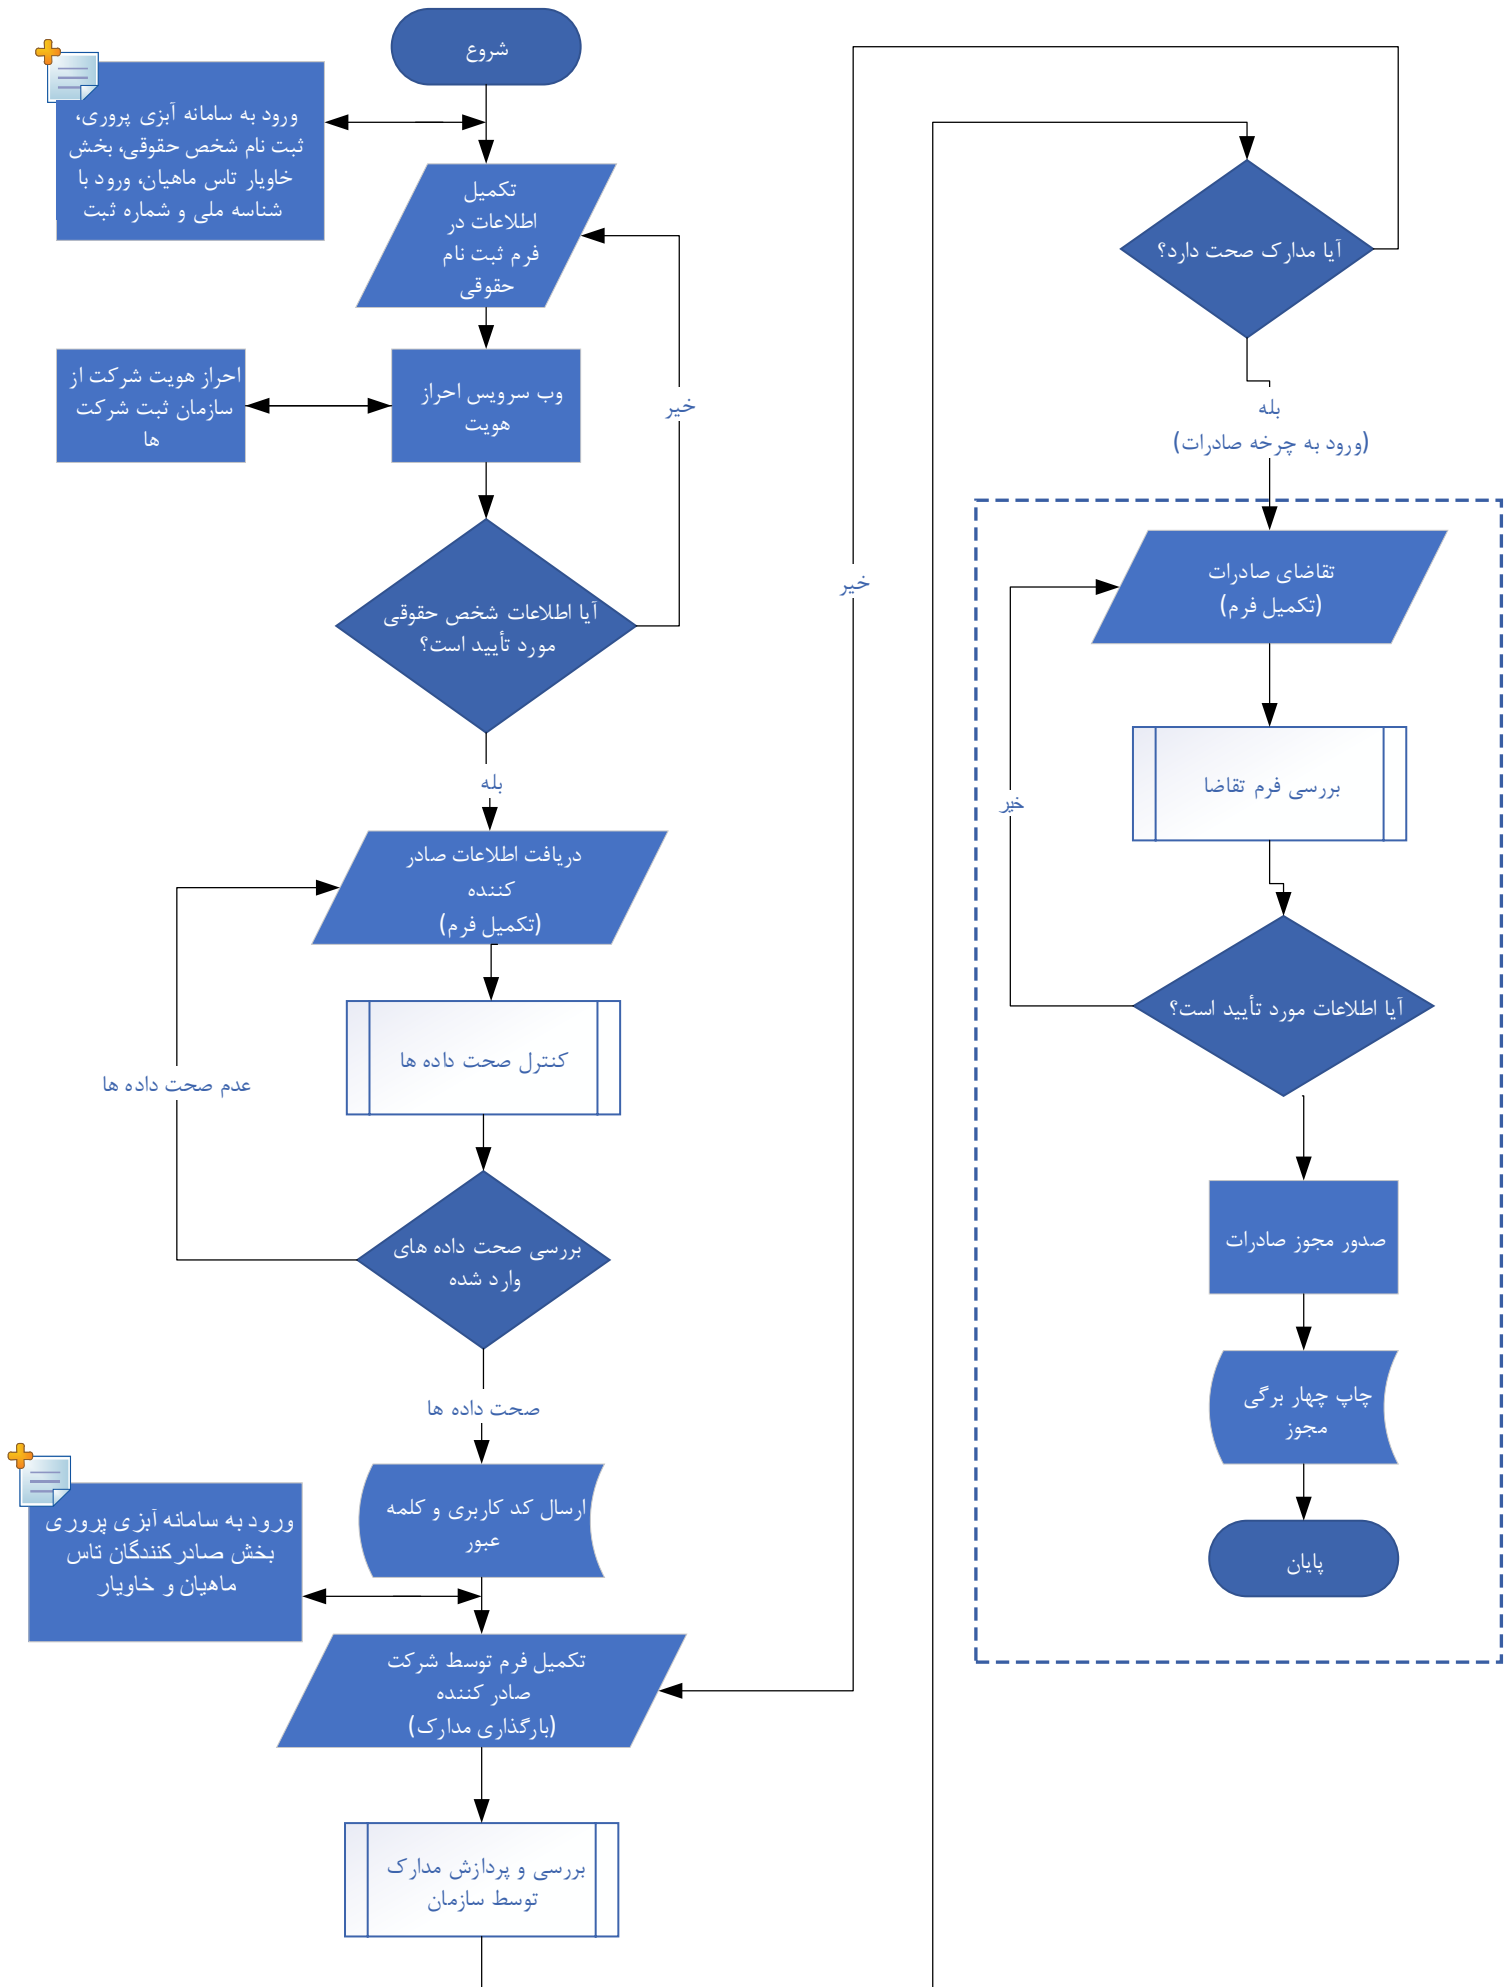 شروع
ورود به سامانه آبزی پروری،
ثبت نام شخص حقوقی، بخش
خاویار تاس ماهیان، ورود با
شناسه ملی و شماره ثبت
تکمیل
اطلاعات در
فرم ثبت نام
حقوقی
وب سرویس احراز
هویت
احراز هویت شرکت از
سازمان ثبت شرکت
ها
خیر
آیا اطلاعات شخص حقوقی
مورد تأیید است؟
بله
دریافت اطلاعات صادر
کننده
(تکمیل فرم)
کنترل صحت داده ها
عدم صحت داده ها
بررسی صحت داده های
وارد شده
صحت داده ها
ارسال کد کاربری و کلمه
عبور
ورود به سامانه آبزی پروری
بخش صادرکنندگان تاس
ماهیان و خاویار
تکمیل فرم توسط شرکت
صادر کننده
(بارگذاری مدارک)
بررسی و پردازش مدارک
توسط سازمان
آیا مدارک صحت دارد؟
خیر
بله
(ورود به چرخه صادرات)
تقاضای صادرات
(تکمیل فرم)
بررسی فرم تقاضا
خیر
آیا اطلاعات مورد تأیید است؟
صدور مجوز صادرات
چاپ چهار برگی
مجوز
پایان